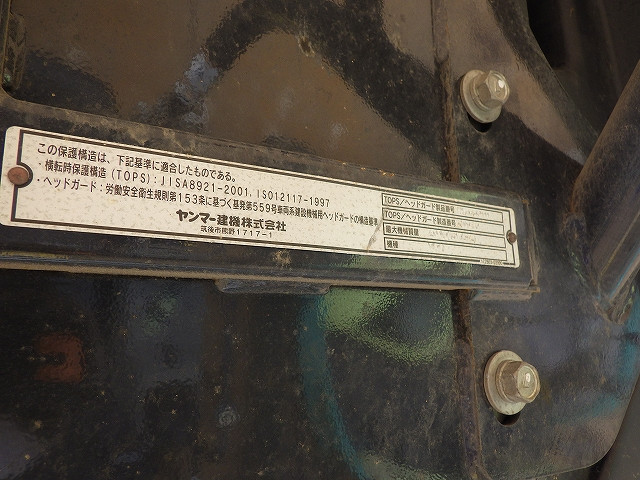 この保護構造は、下記基準に適合したものである。
・横転時保護構造(TOPS):JISA8921-2001, ISO12117-1997
・ヘッドガード:労働安全衛生規則第153条に基づく基発第559号車両系建設機械用ヘッドガードの構造基準
ヤンマー建機株式会社
筑後市熊野1717-1
TOPS/ヘッドガード製品番号
TOPS/ヘッドガード製造番号
最大機械質量
機種